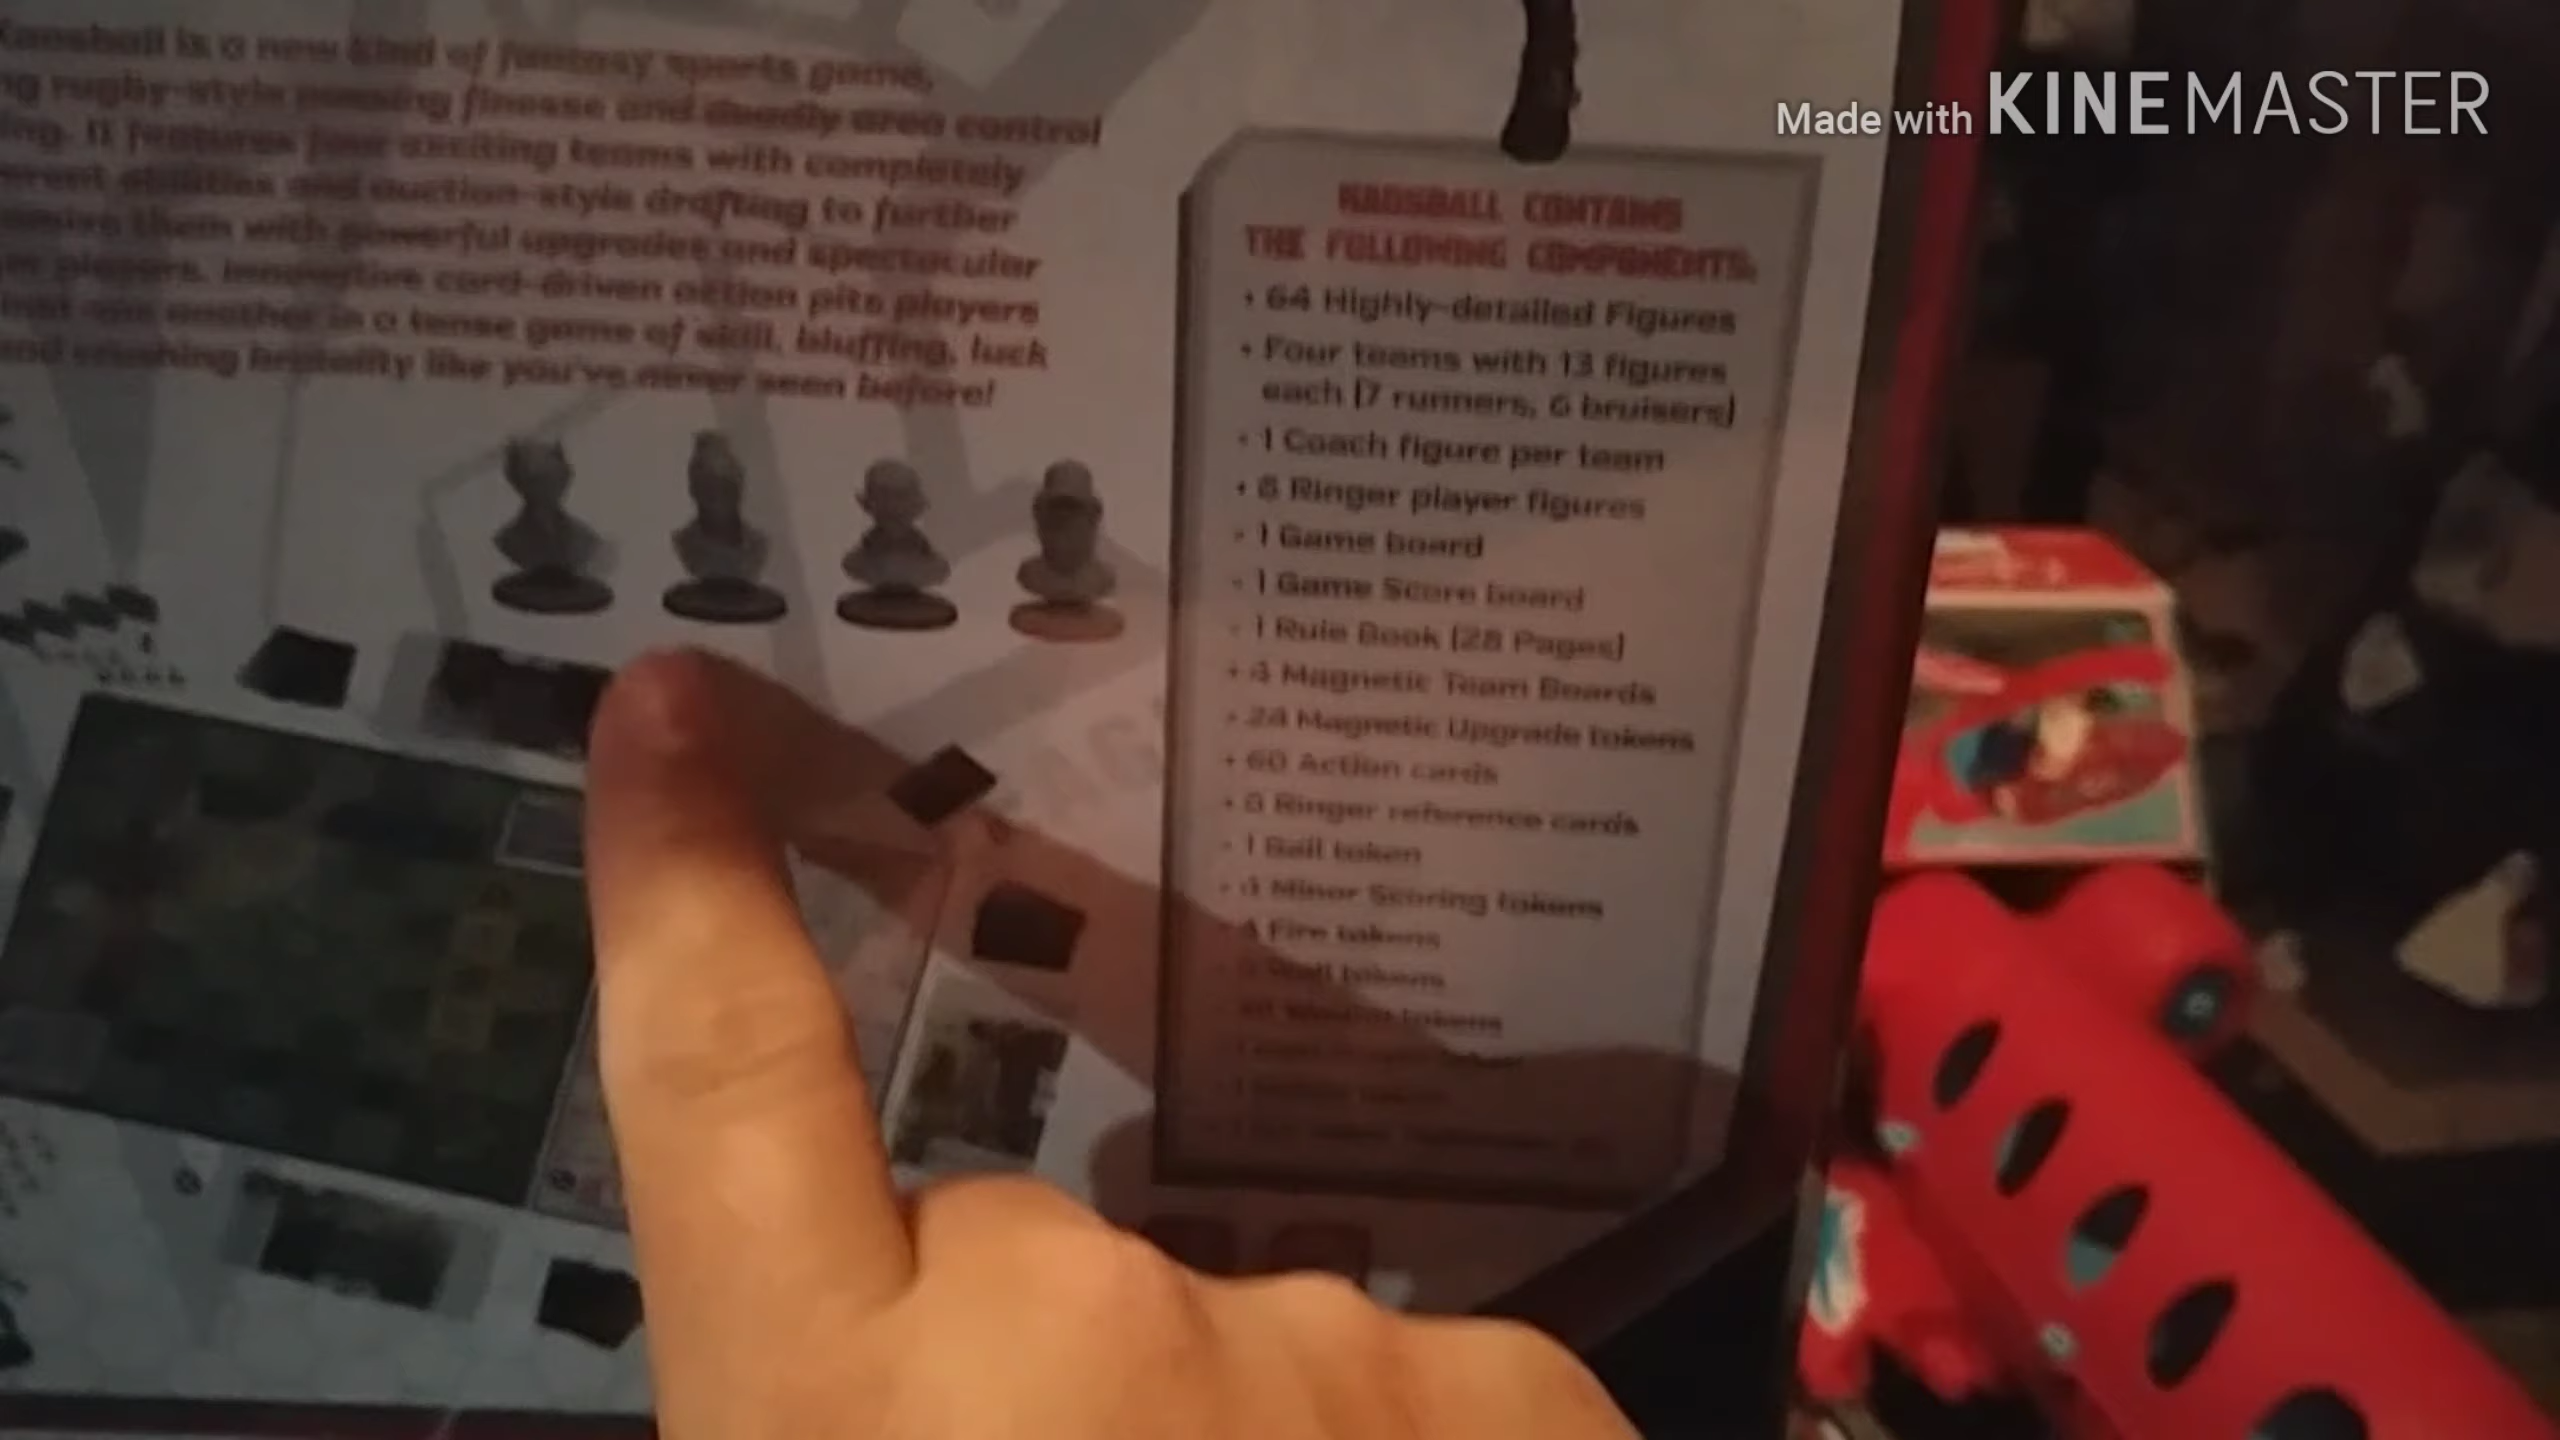 Kaosball is a new kind of fantasy sports game,
rugby-style passing finesse and deadly area control
It features four exciting teams with completely
abilities and auction-style drafting to further
them with powerful upgrades and spectacular
players. Innovative card-driven action pits players
one another in a tense game of skill, bluffing, luck
and crushing brutality like you've never seen before!
Made with KINEMASTER
KAOSBALL CONTAINS
THE FOLLOWING COMPONENTS:
• 64 Highly-detailed Figures
• Four teams with 13 figures
each (7 runners, 6 bruisers)
• 1 Coach figure per team
• 8 Ringer player figures
• 1 Game board
• 1 Game Score board
• 1 Rule Book (28 Pages)
• 4 Magnetic Team Boards
• Magnetic Upgrade tokens
• 60 Action cards
• 8 Ringer reference cards
• 1 Ball token
• 4 Minor Scoring tokens
• 4 Fire tokens
tokens
tokens